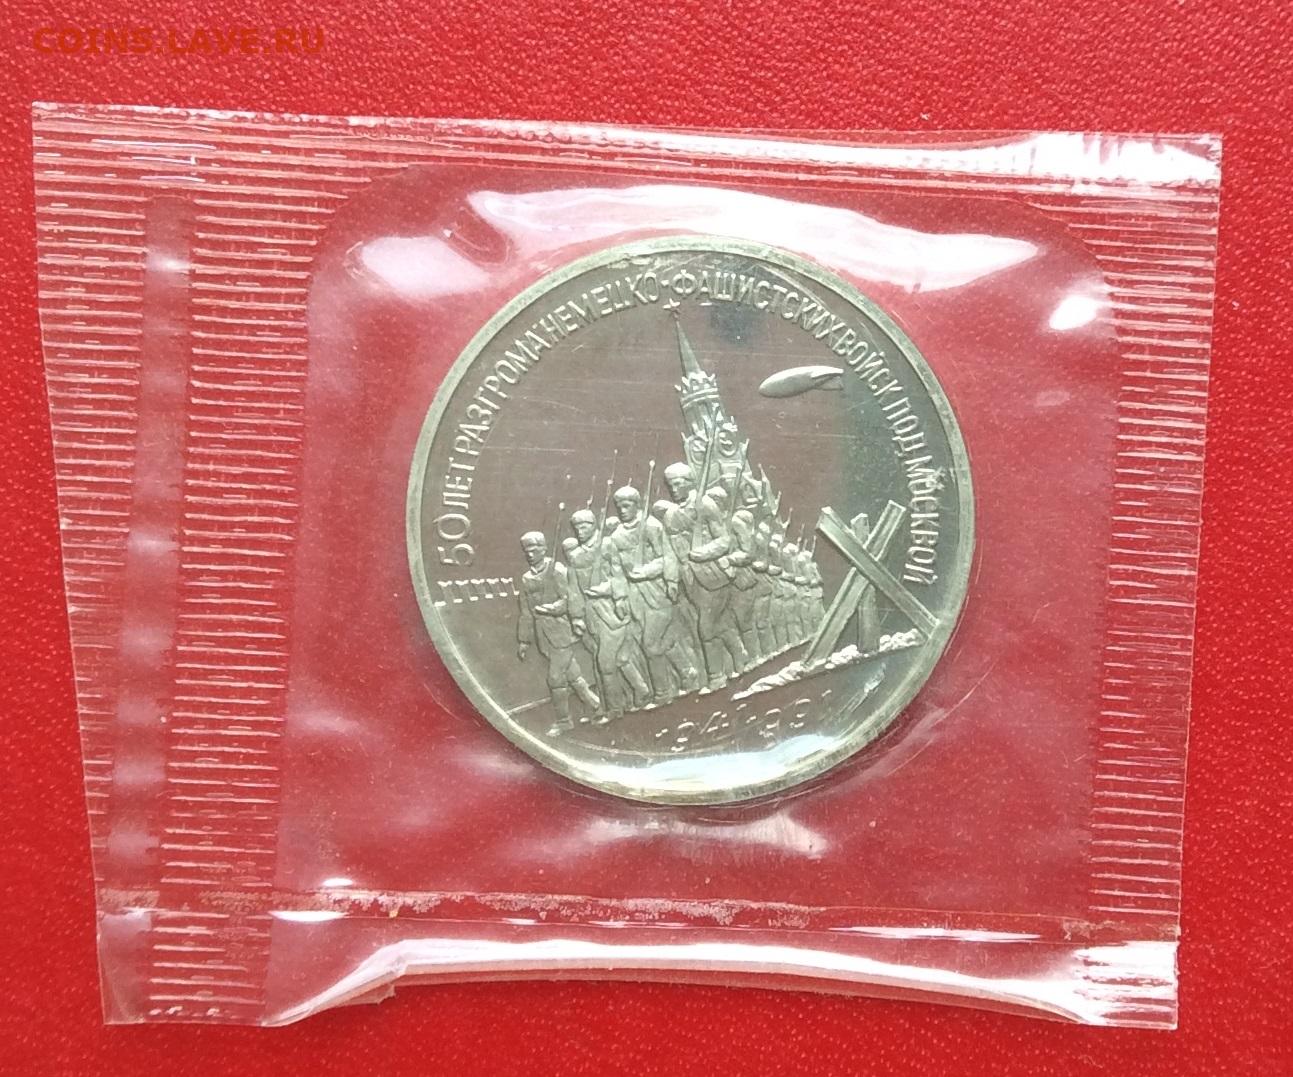 COINS.LAVE.RU
50 ЛЕТ РАЗГРОМА НЕМЕЦКО-ФАШИСТСКИХ ВОЙСК ПОД МОСКВОЙ
1941-1991